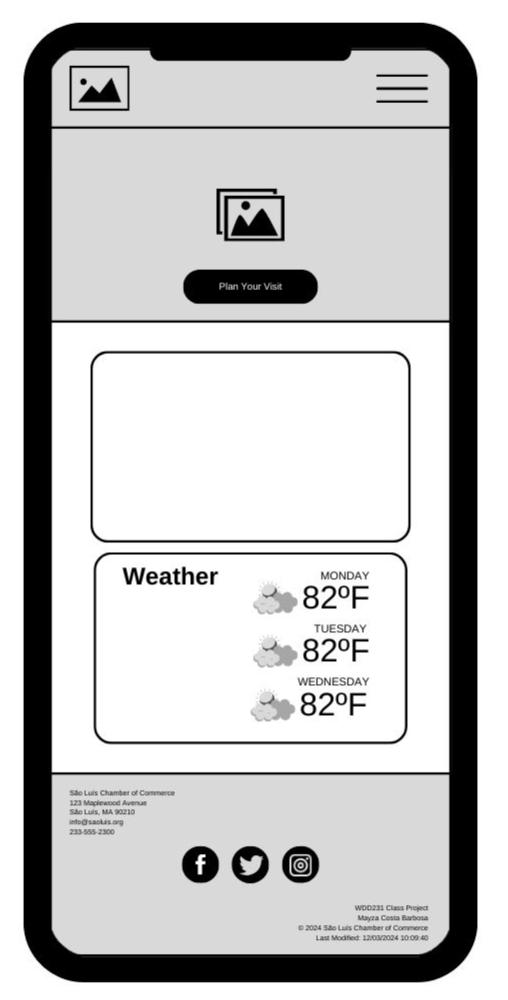 Plan Your Visit
Weather
MONDAY
82ºF
TUESDAY
82ºF
WEDNESDAY
82ºF
São Luís Chamber of Commerce
123 Maplewood Avenue
São Luís, MA 90210
info@saoluis.org
233-555-2300
WDD231 Class Project
Mayza Costa Barbosa
© 2024 São Luís Chamber of Commerce
Last Modified: 12/03/2024 10:09:40